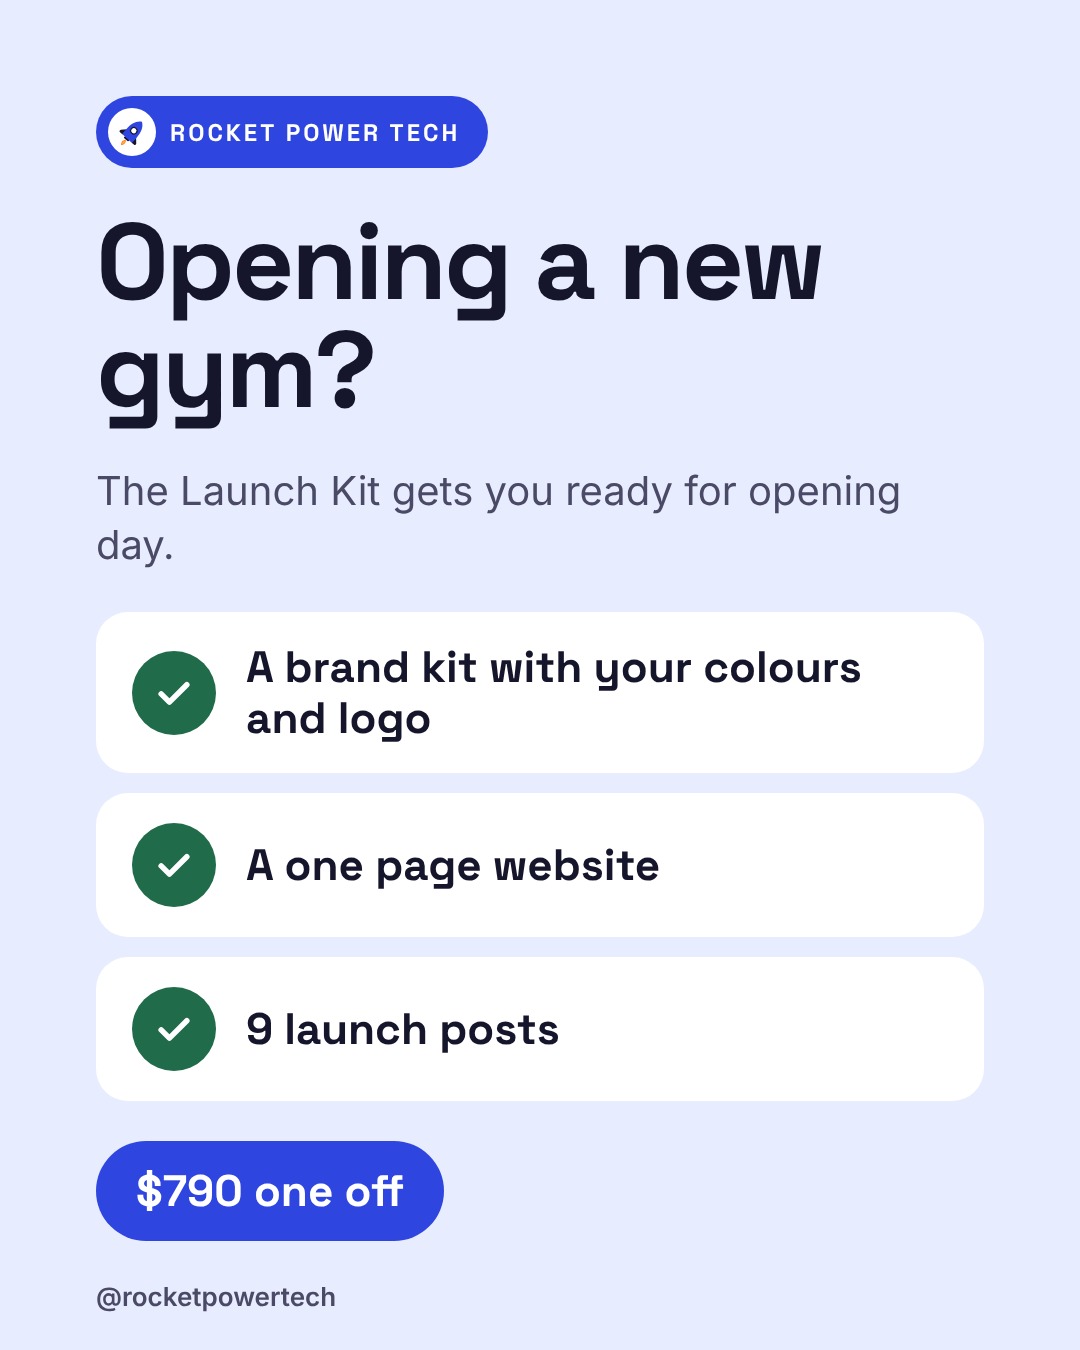 ROCKET POWER TECH
Opening a new
gym?
The Launch Kit gets you ready for opening
day.
A brand kit with your colours
and logo
A one page website
9 launch posts
$790 one off
@rocketpowertech